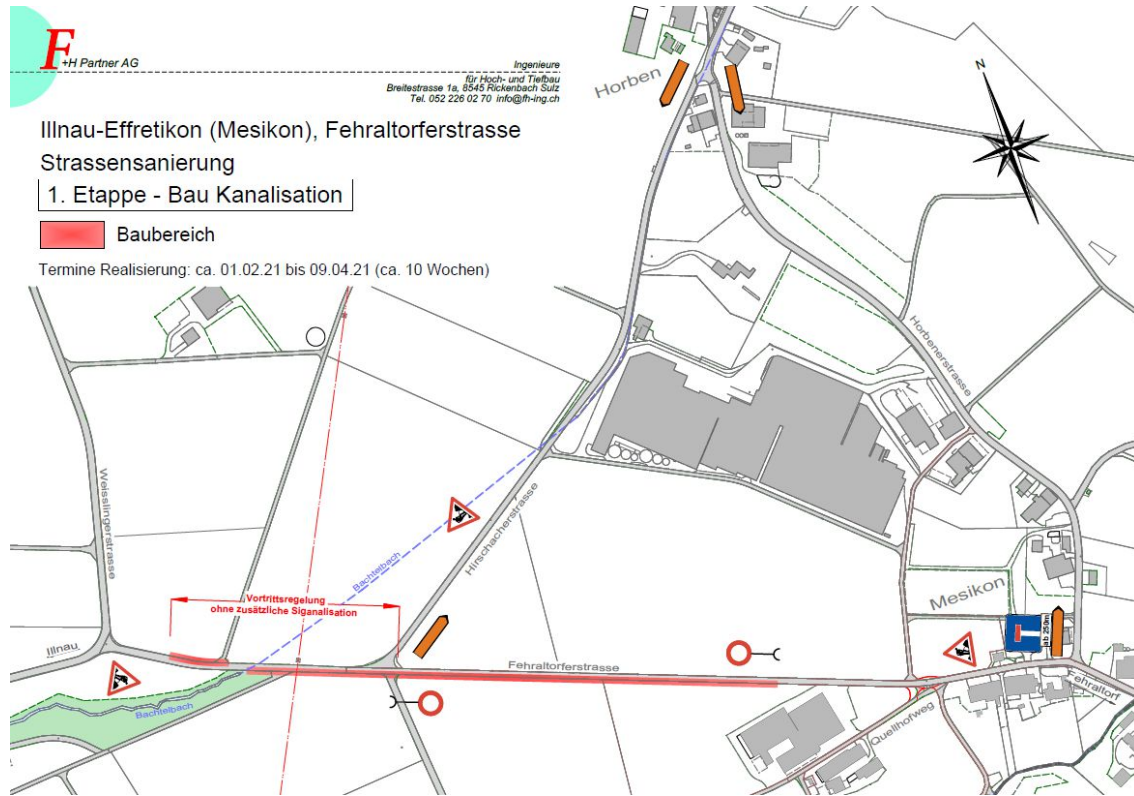 F+H Partner AG
Ingenieure
für Hoch- und Tiefbau
Breitestrasse 1a, 8545 Rickenbach Sulz
Tel. 052 226 02 70 info@fh-ing.ch
Illnau-Effretikon (Mesikon), Fehraltorferstrasse
Strassensanierung
1. Etappe - Bau Kanalisation
Baubereich
Termine Realisierung: ca. 01.02.21 bis 09.04.21 (ca. 10 Wochen)
Horben
N
Horbenerstrasse
Weisslingerstrasse
Hirschacherstrasse
Bachtelbach
Vortrittsregelung
ohne zusätzliche Siganalisation
Mesikon
ab 250m
Illnau
Fehraltorferstrasse
Fehraltorf
Bachtelbach
Quellhofweg